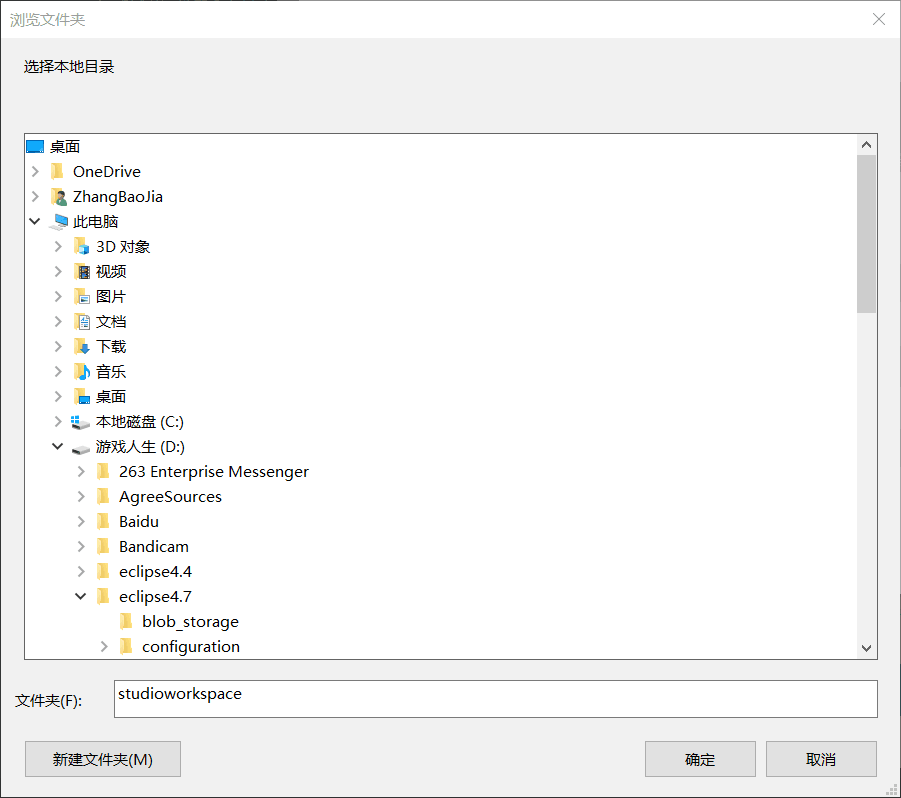 浏览文件夹
选择本地目录
桌面
OneDrive
ZhangBaoJia
此电脑
3D 对象
视频
图片
文档
下载
音乐
桌面
本地磁盘 (C:)
游戏人生 (D:)
263 Enterprise Messenger
AgreeSources
Baidu
Bandicam
eclipse4.4
eclipse4.7
blob_storage
configuration
文件夹(F): studioworkspace
新建文件夹(M) 确定 取消